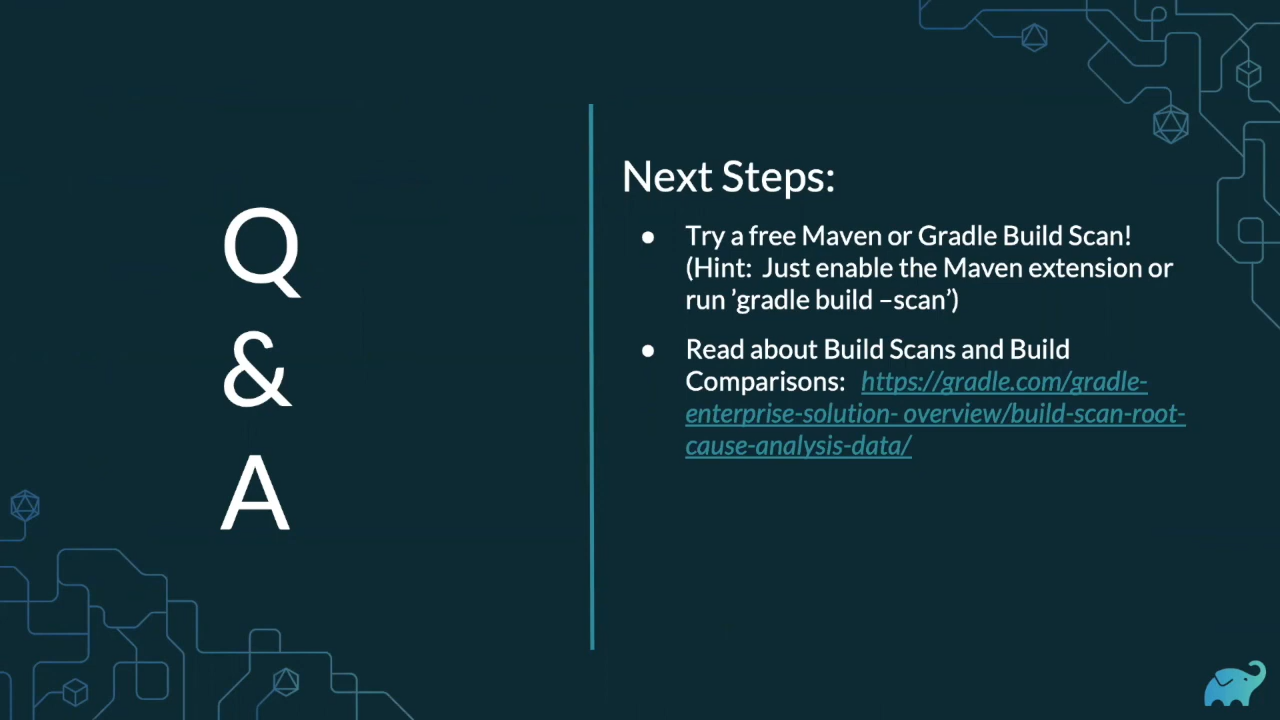 Q
&
A
Next Steps:
● Try a free Maven or Gradle Build Scan!
(Hint:  Just enable the Maven extension or
run ’gradle build –scan’)
● Read about Build Scans and Build
Comparisons:  https://gradle.com/gradle-
enterprise-solution- overview/build-scan-root-
cause-analysis-data/